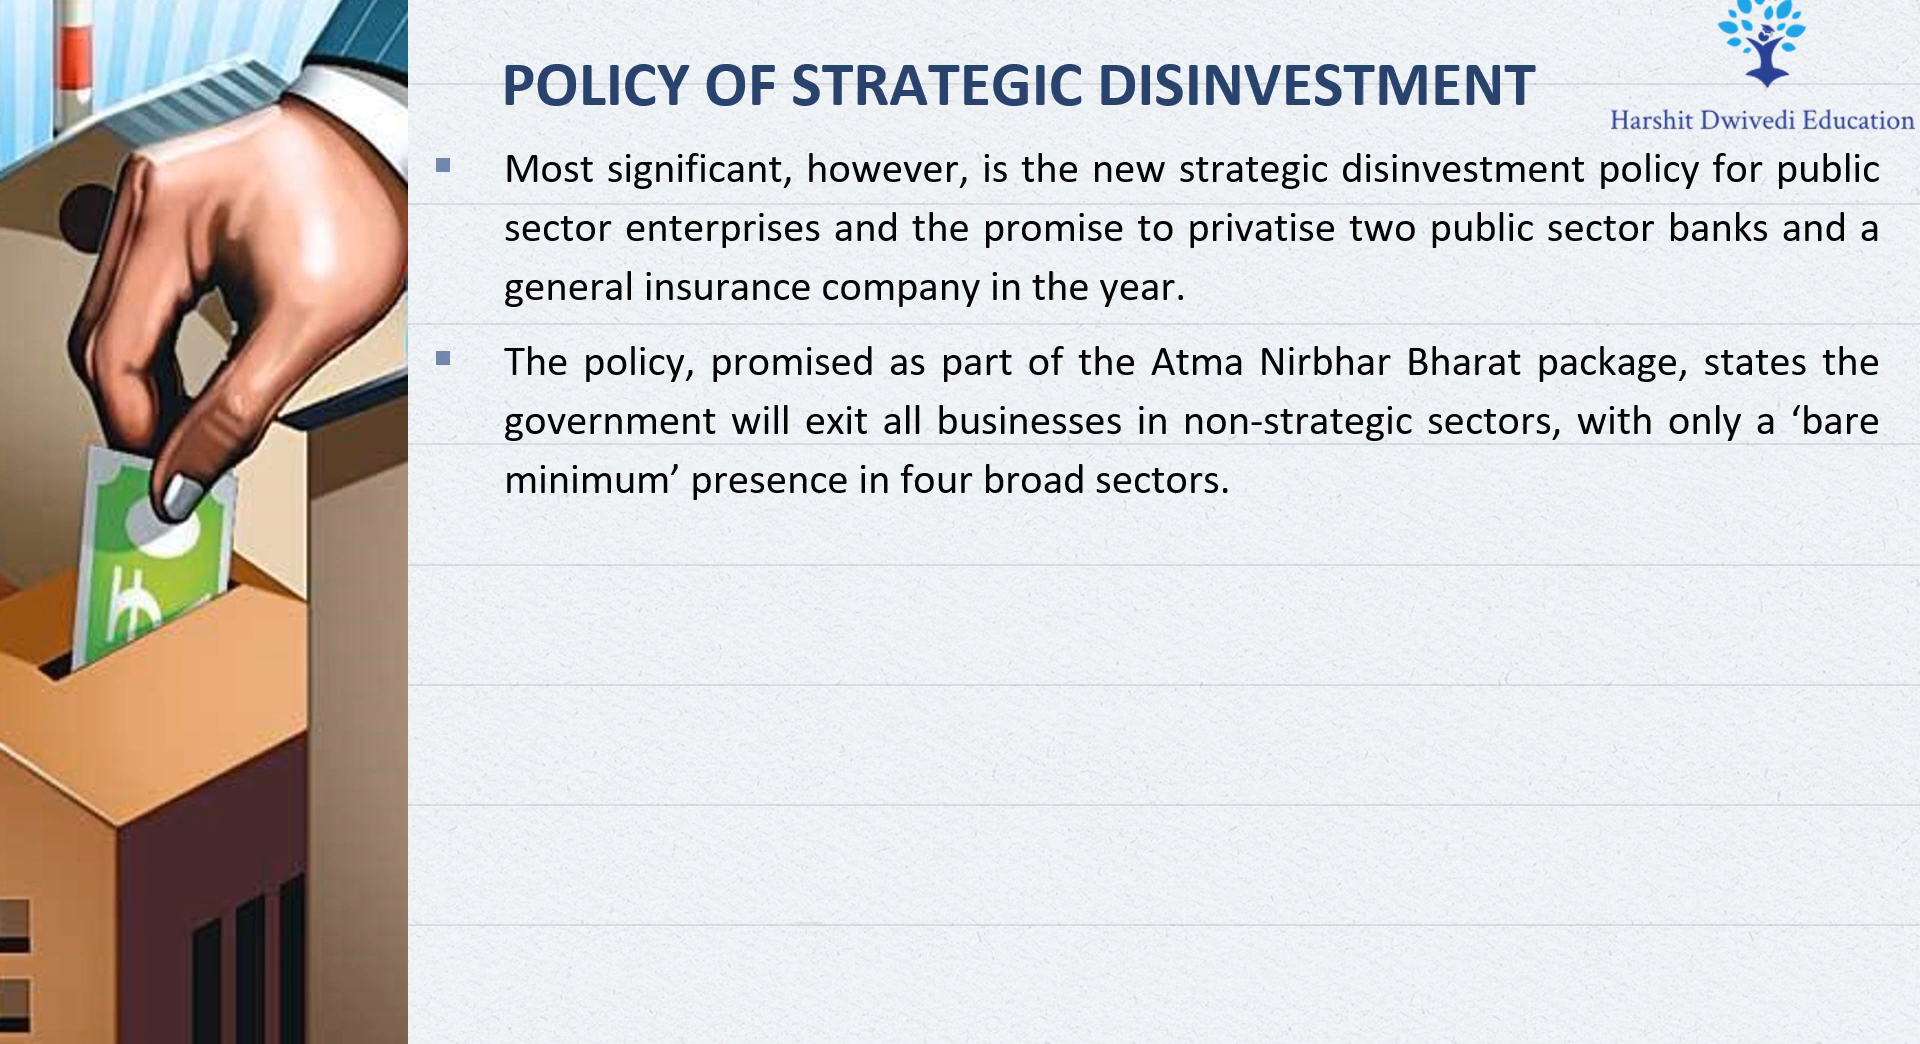 POLICY OF STRATEGIC DISINVESTMENT
Harshit Dwivedi Education
▪ Most significant, however, is the new strategic disinvestment policy for public
sector enterprises and the promise to privatise two public sector banks and a
general insurance company in the year.
▪ The policy, promised as part of the Atma Nirbhar Bharat package, states the
government will exit all businesses in non-strategic sectors, with only a ‘bare
minimum’ presence in four broad sectors.